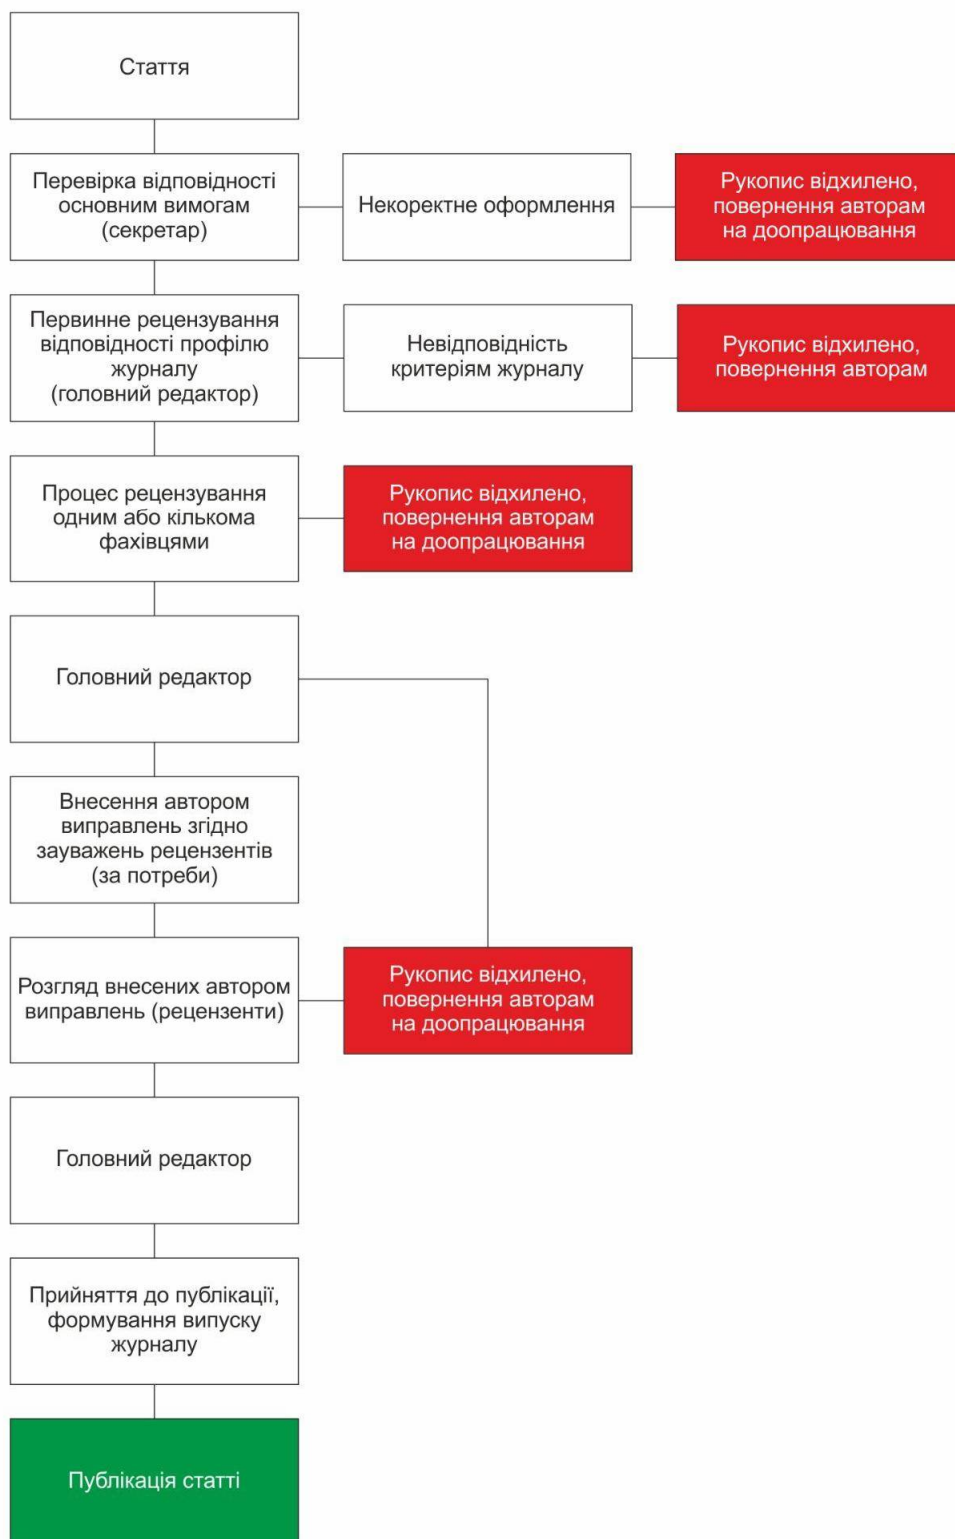 Стаття
Перевірка відповідності
основним вимогам
(секретар)
Некоректне оформлення
Рукопис відхилено,
повернення авторам
на доопрацювання
Первинне рецензування
відповідності профілю
журналу
(головний редактор)
Невідповідність
критеріям журналу
Рукопис відхилено,
повернення авторам
Процес рецензування
одним або кількома
фахівцями
Рукопис відхилено,
повернення авторам
на доопрацювання
Головний редактор
Внесення автором
виправлень згідно
зауважень рецензентів
(за потреби)
Розгляд внесених автором
виправлень (рецензенти)
Рукопис відхилено,
повернення авторам
на доопрацювання
Головний редактор
Прийняття до публікації,
формування випуску
журналу
Публікація статті